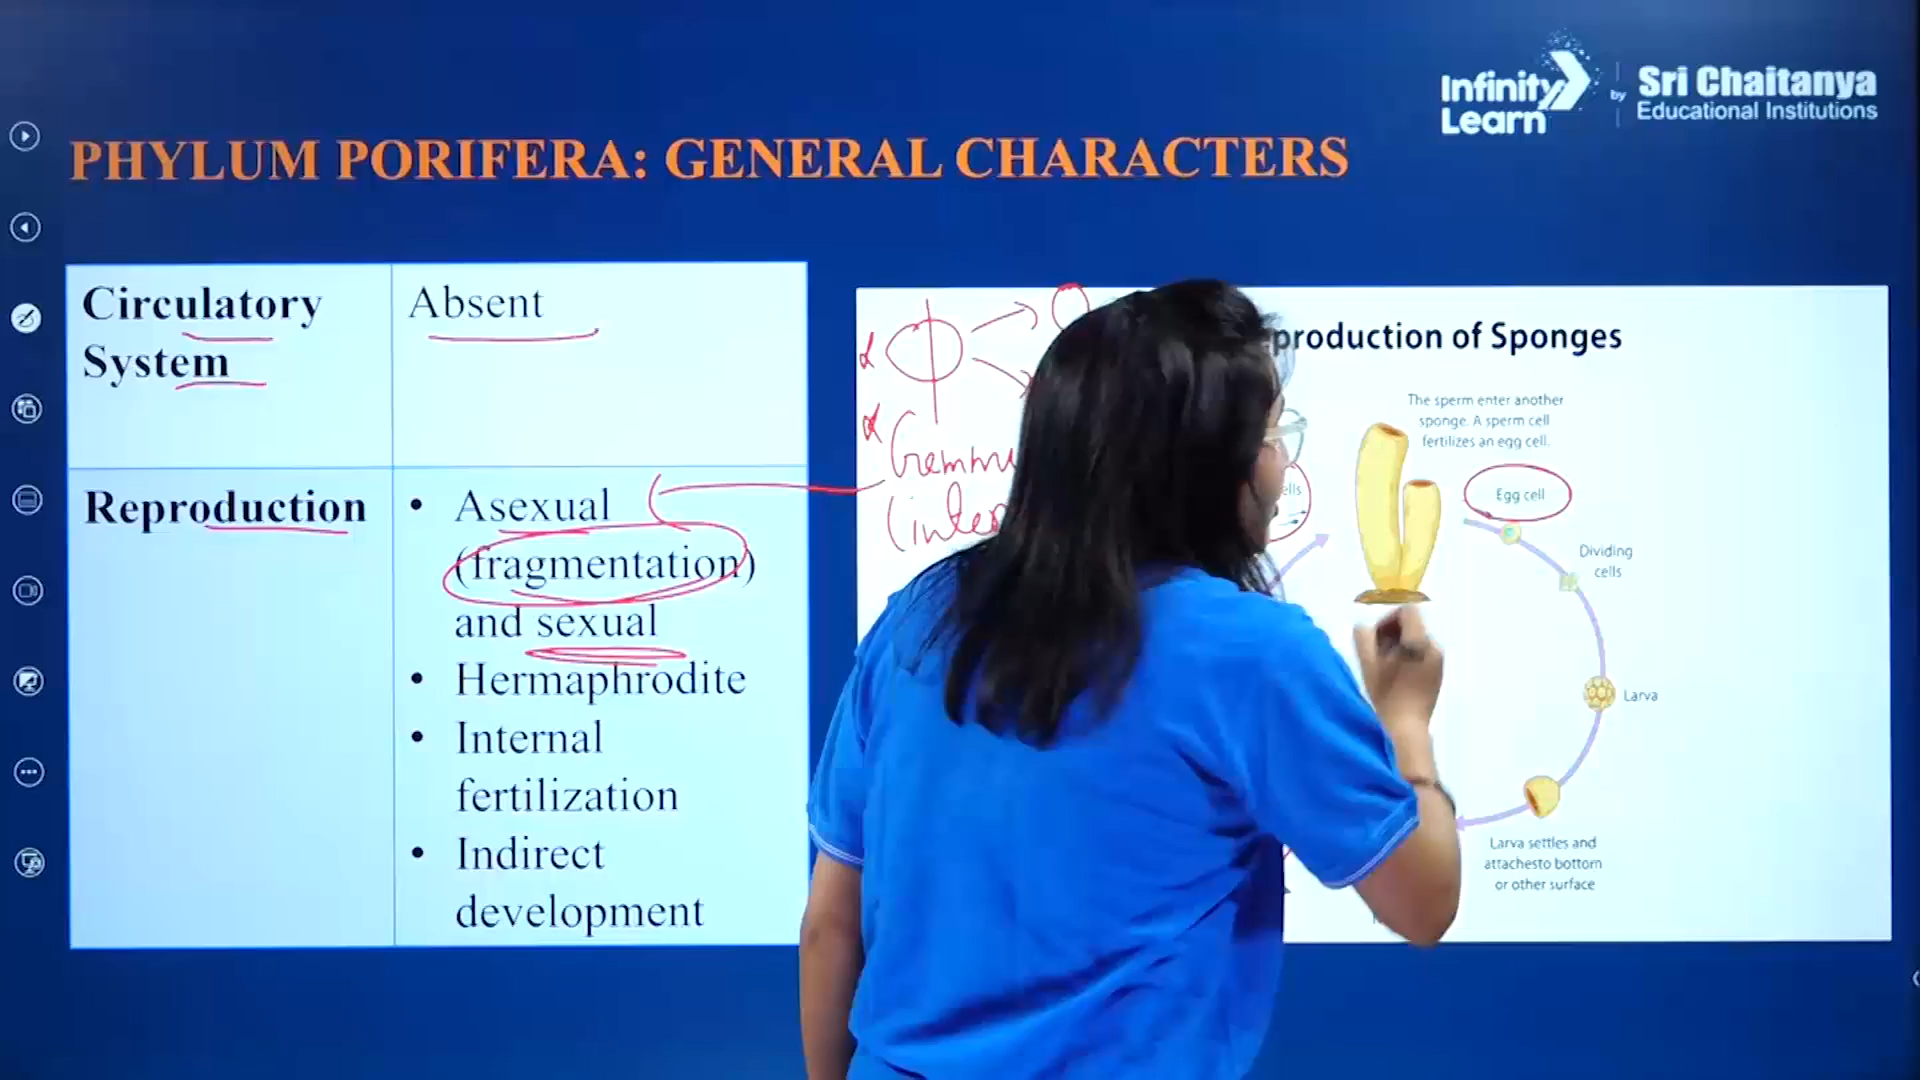 Infinity
Learn
by
Sri Chaitanya
Educational Institutions
PHYLUM PORIFERA: GENERAL CHARACTERS
Circulatory
System
Absent
Reproduction
• Asexual
(fragmentation)
and sexual
• Hermaphrodite
• Internal
fertilization
• Indirect
development
production of Sponges
The sperm enter another
sponge. A sperm cell
fertilizes an egg cell.
Egg cell
Dividing
cells
Larva
Larva settles and
attachesto bottom
or other surface